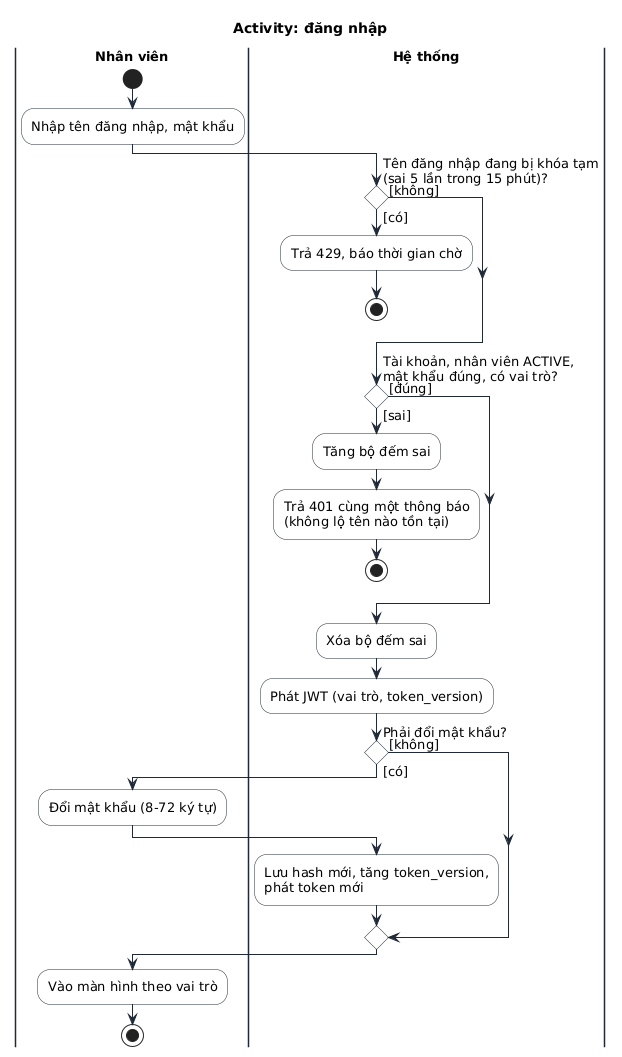 Activity: đăng nhập
Nhân viên
Hệ thống
Nhập tên đăng nhập, mật khẩu
Tên đăng nhập đang bị khóa tạm
(sai 5 lần trong 15 phút)?
[không]
[có]
Trả 429, báo thời gian chờ
Tài khoản, nhân viên ACTIVE,
mật khẩu đúng, có vai trò?
[đúng]
[sai]
Tăng bộ đếm sai
Trả 401 cùng một thông báo
(không lộ tên nào tồn tại)
Xóa bộ đếm sai
Phát JWT (vai trò, token_version)
Phải đổi mật khẩu?
[không]
[có]
Đổi mật khẩu (8-72 ký tự)
Lưu hash mới, tăng token_version,
phát token mới
Vào màn hình theo vai trò